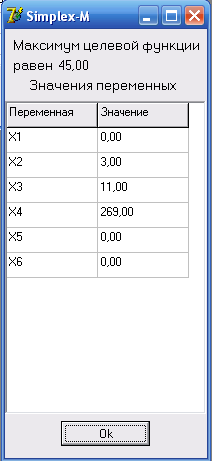 Simplex-M
Максимум целевой функции
равен 45,00
Значения переменных
Переменная Значение
X1 0,00
X2 3,00
X3 11,00
X4 269,00
X5 0,00
X6 0,00
Ok